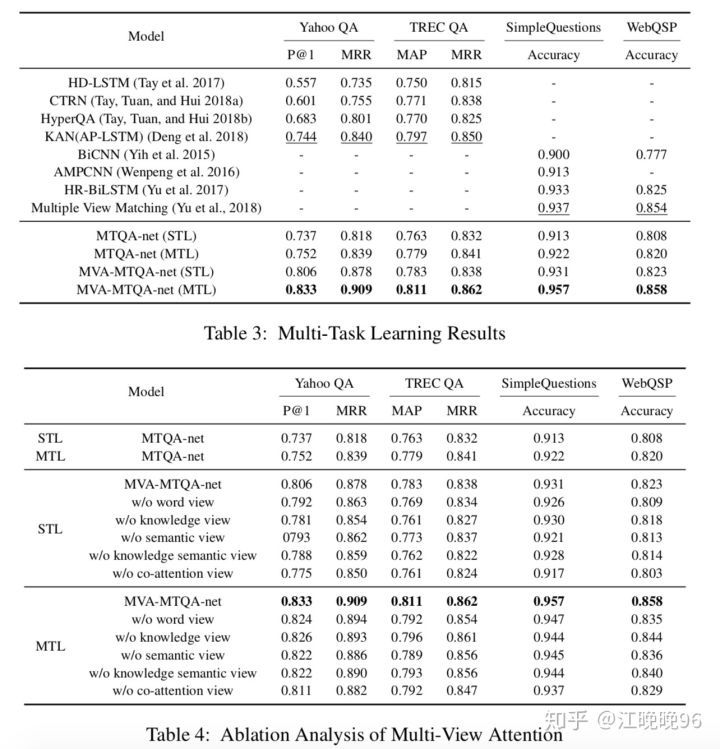 Model Yahoo QA TREC QA SimpleQuestions WebQSP
P@1 MRR MAP MRR Accuracy Accuracy
HD-LSTM (Tay et al. 2017) 0.557 0.735 0.750 0.815 - -
CTRN (Tay, Tuan, and Hui 2018a) 0.601 0.755 0.771 0.838 - -
HyperQA (Tay, Tuan, and Hui 2018b) 0.683 0.801 0.770 0.825 - -
KAN(AP-LSTM) (Deng et al. 2018) 0.744 0.840 0.797 0.850 - -
BiCNN (Yih et al. 2015) - - - - 0.900 0.777
AMPCNN (Wenpeng et al. 2016) - - - - 0.913 -
HR-BiLSTM (Yu et al. 2017) - - - - 0.933 0.825
Multiple View Matching (Yu et al., 2018) - - - - 0.937 0.854
MTQA-net (STL) 0.737 0.818 0.763 0.832 0.913 0.808
MTQA-net (MTL) 0.752 0.839 0.779 0.841 0.922 0.820
MVA-MTQA-net (STL) 0.806 0.878 0.783 0.838 0.931 0.823
MVA-MTQA-net (MTL) 0.833 0.909 0.811 0.862 0.957 0.858
Table 3: Multi-Task Learning Results
Model Yahoo QA TREC QA SimpleQuestions WebQSP
P@1 MRR MAP MRR Accuracy Accuracy
STL MTQA-net 0.737 0.818 0.763 0.832 0.913 0.808
MTL MTQA-net 0.752 0.839 0.779 0.841 0.922 0.820
MVA-MTQA-net 0.806 0.878 0.783 0.838 0.931 0.823
w/o word view 0.792 0.863 0.769 0.834 0.926 0.809
w/o knowledge view 0.781 0.854 0.761 0.827 0.930 0.818
STL w/o semantic view 0793 0.862 0.773 0.837 0.921 0.813
w/o knowledge semantic view 0.788 0.859 0.762 0.822 0.928 0.814
w/o co-attention view 0.775 0.850 0.761 0.824 0.917 0.803
MVA-MTQA-net 0.833 0.909 0.811 0.862 0.957 0.858
w/o word view 0.824 0.894 0.792 0.854 0.947 0.835
w/o knowledge view 0.826 0.893 0.796 0.861 0.944 0.844
MTL w/o semantic view 0.822 0.886 0.789 0.856 0.945 0.836
w/o knowledge semantic view 0.822 0.890 0.793 0.856 0.944 0.840
w/o co-attention view 0.811 0.882 0.792 0.847 0.937 0.829
Table 4: Ablation Analysis of Multi-View Attention
知乎 @江晚晚96